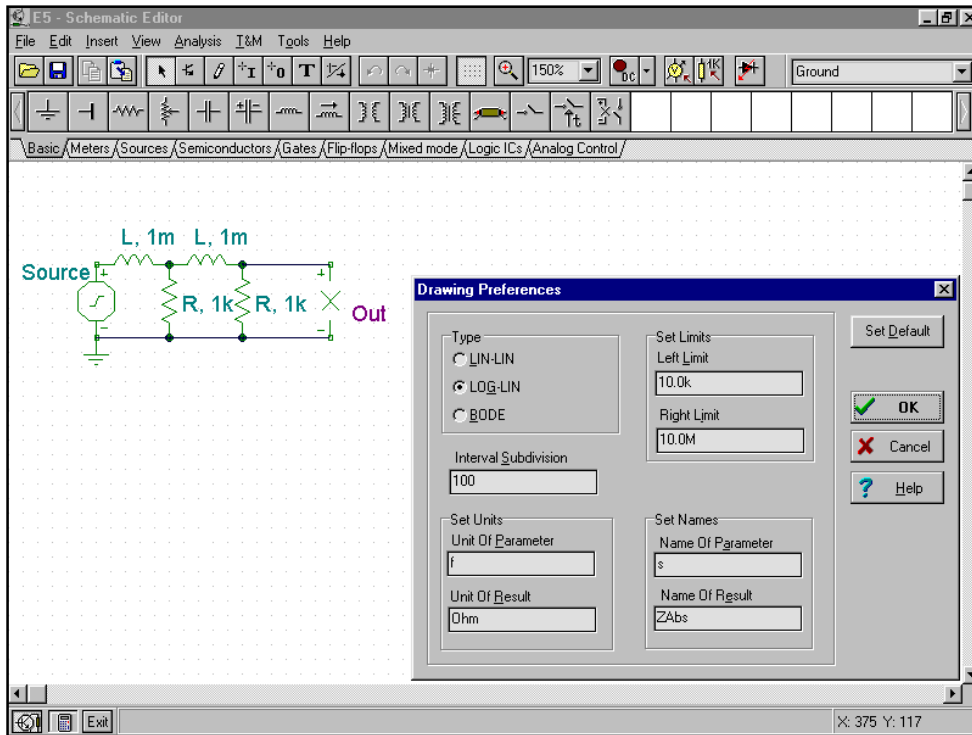 E5 - Schematic Editor
File Edit Insert View Analysis T&M Tools Help
I O T 150% DC 1K Ground
t
Basic Meters Sources Semiconductors Gates Flip-flops Mixed mode Logic ICs Analog Control
L, 1m L, 1m
Source
+ +
R, 1k R, 1k
Out
- -
Drawing Preferences
Type
LIN-LIN
LOG-LIN
BODE
Set Limits
Left Limit
10.0k
Right Limit
10.0M
Interval Subdivision
100
Set Units
Unit Of Parameter
f
Unit Of Result
Ohm
Set Names
Name Of Parameter
s
Name Of Result
ZAbs
Set Default
OK
Cancel
? Help
Exit
X: 375 Y: 117